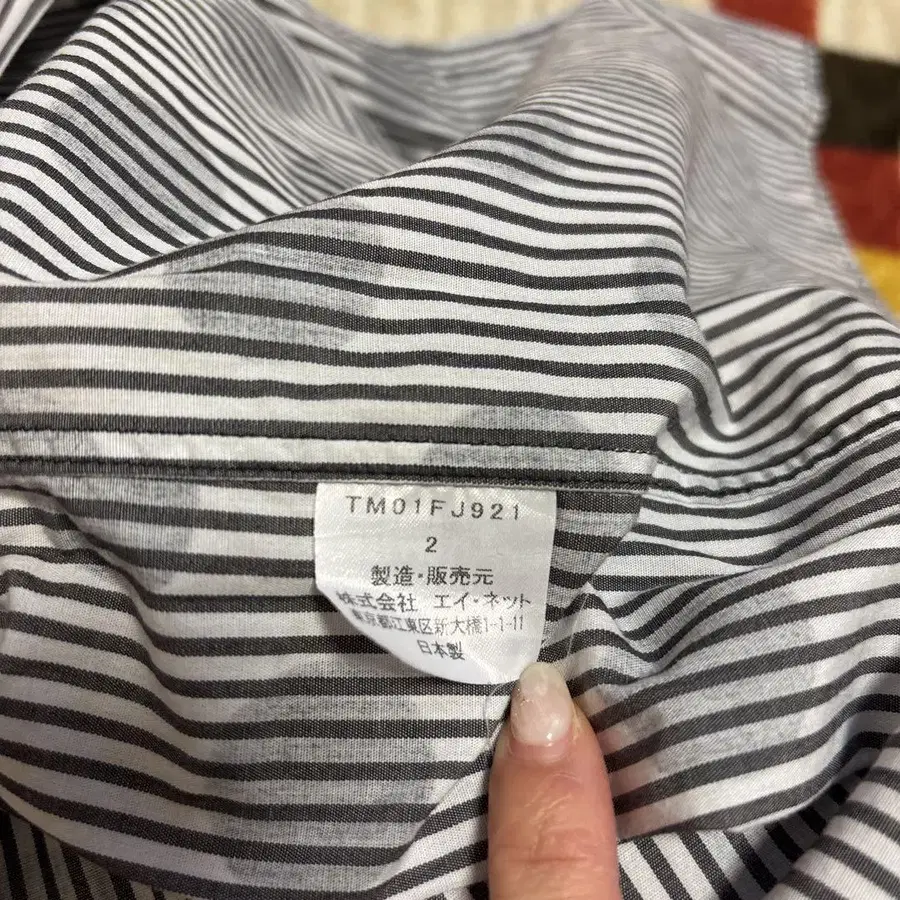 TM01FJ921
2
製造・販売元
株式会社 エイ・ネット
東京都江東区新大橋1-1-11
日本製